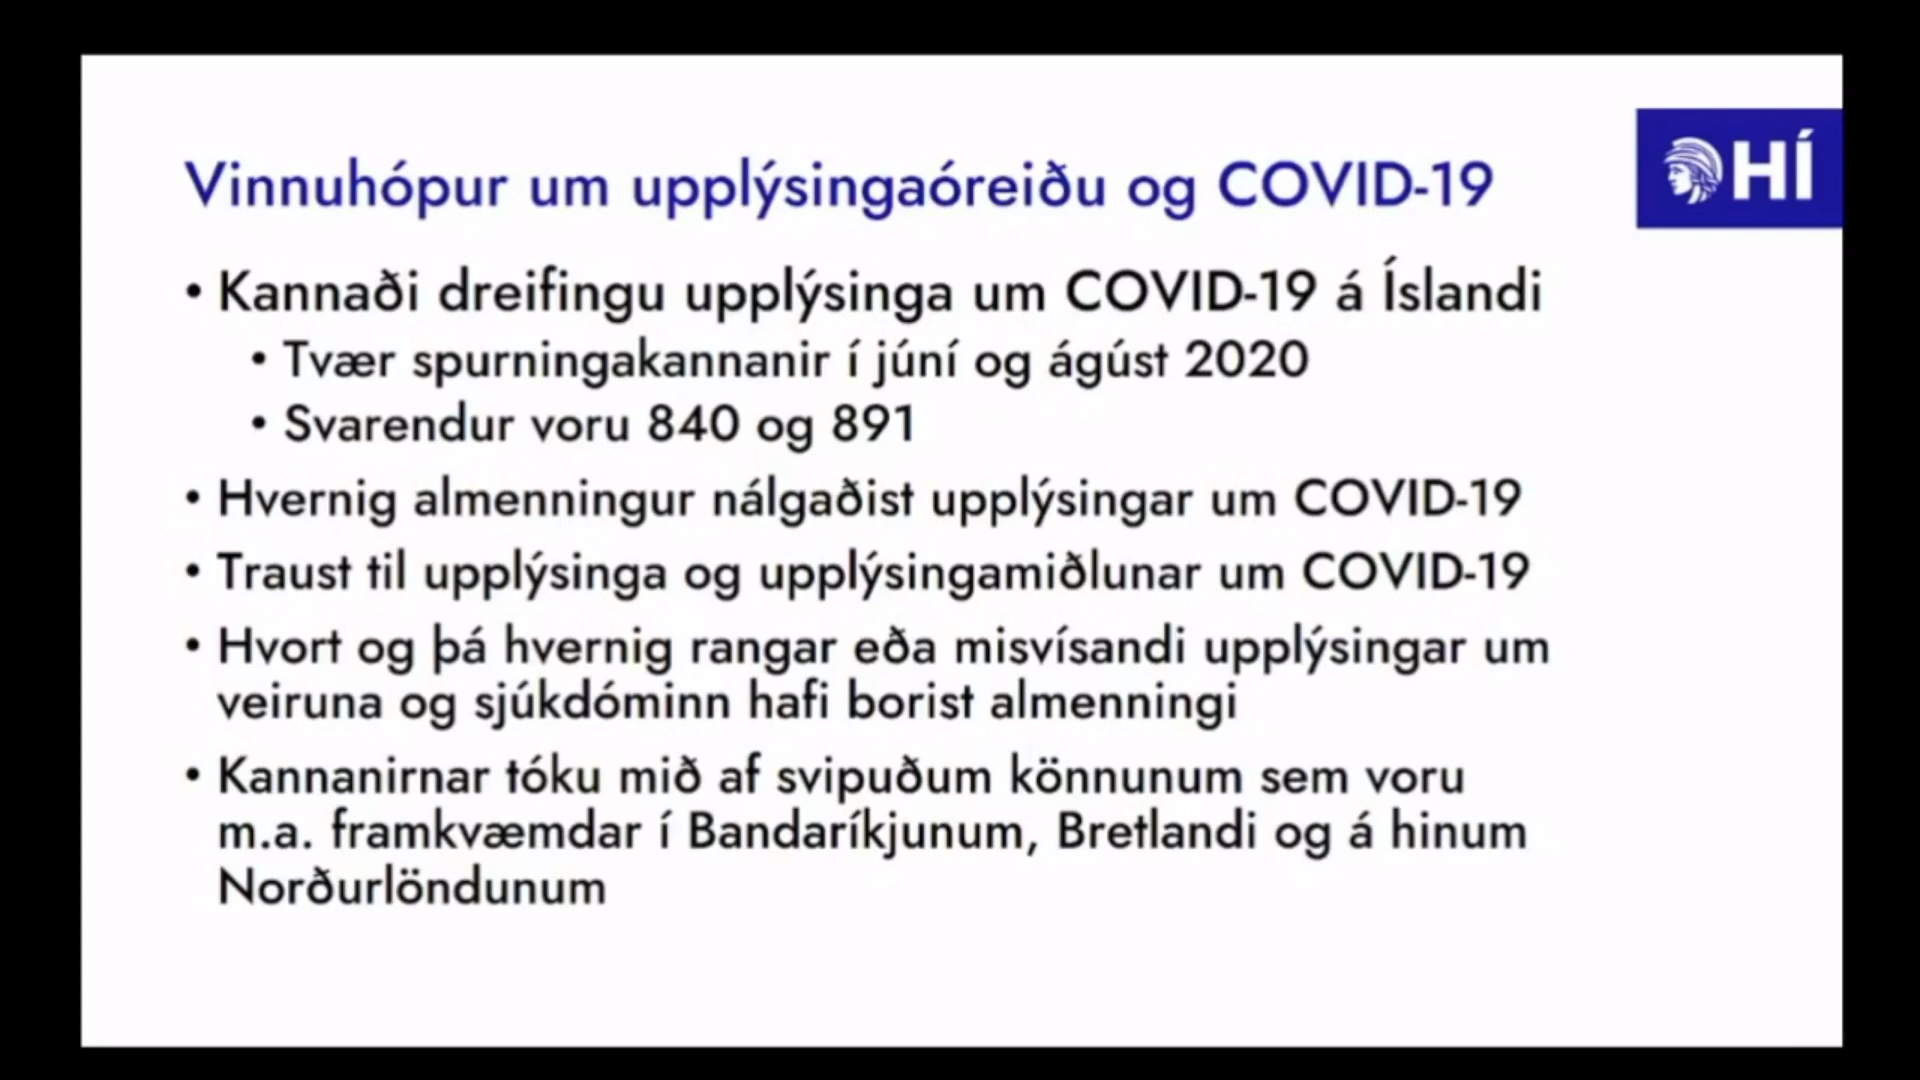 Vinnuhópur um upplýsingaóreiðu og COVID-19
HÍ
• Kannaði dreifingu upplýsinga um COVID-19 á Íslandi
• Tvær spurningakannanir í júní og ágúst 2020
• Svarendur voru 840 og 891
• Hvernig almenningur nálgaðist upplýsingar um COVID-19
• Traust til upplýsinga og upplýsingamiðlunar um COVID-19
• Hvort og þá hvernig rangar eða misvísandi upplýsingar um
veiruna og sjúkdóminn hafi borist almenningi
• Kannanirnar tóku mið af svipuðum könnunum sem voru
m.a. framkvæmdar í Bandaríkjunum, Bretlandi og á hinum
Norðurlöndunum